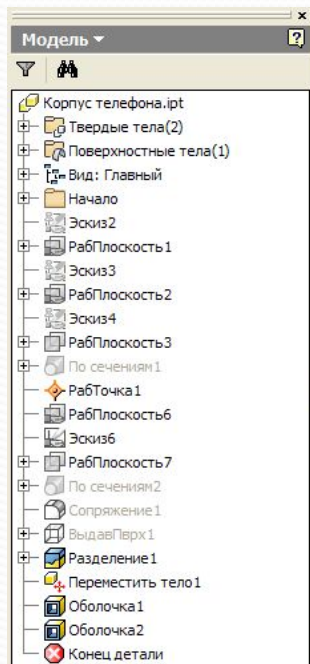 Модель
Корпус телефона.ipt
Твердые тела(2)
Поверхностные тела(1)
Вид: Главный
Начало
Эскиз2
РабПлоскость1
Эскиз3
РабПлоскость2
Эскиз4
РабПлоскость3
По сечениям1
РабТочка1
РабПлоскость6
Эскиз6
РабПлоскость7
По сечениям2
Сопряжение1
ВыдавПврх1
Разделение1
Переместить тело1
Оболочка1
Оболочка2
Конец детали